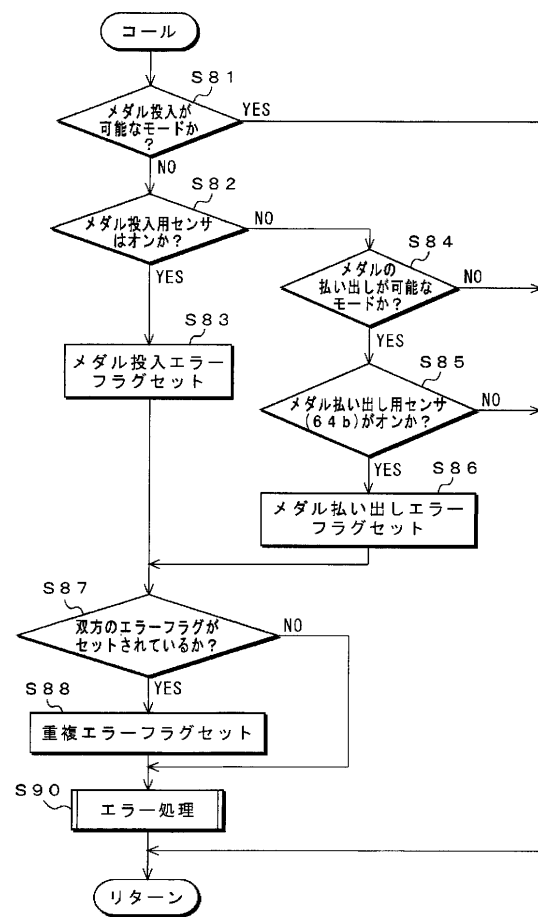 コール
S81
メダル投入が
可能なモードか
?
YES
NO
S82
メダル投入用センサ
はオンか?
NO
YES
S84
メダルの
払い出しが可能な
モードか?
NO
YES
S83
メダル投入エラー
フラグセット
S85
メダル払い出し用センサ
(64b)がオンか?
NO
YES
S86
メダル払い出しエラー
フラグセット
S87
双方のエラーフラグが
セットされているか?
NO
YES
S88
重複エラーフラグセット
S90
エラー処理
リターン